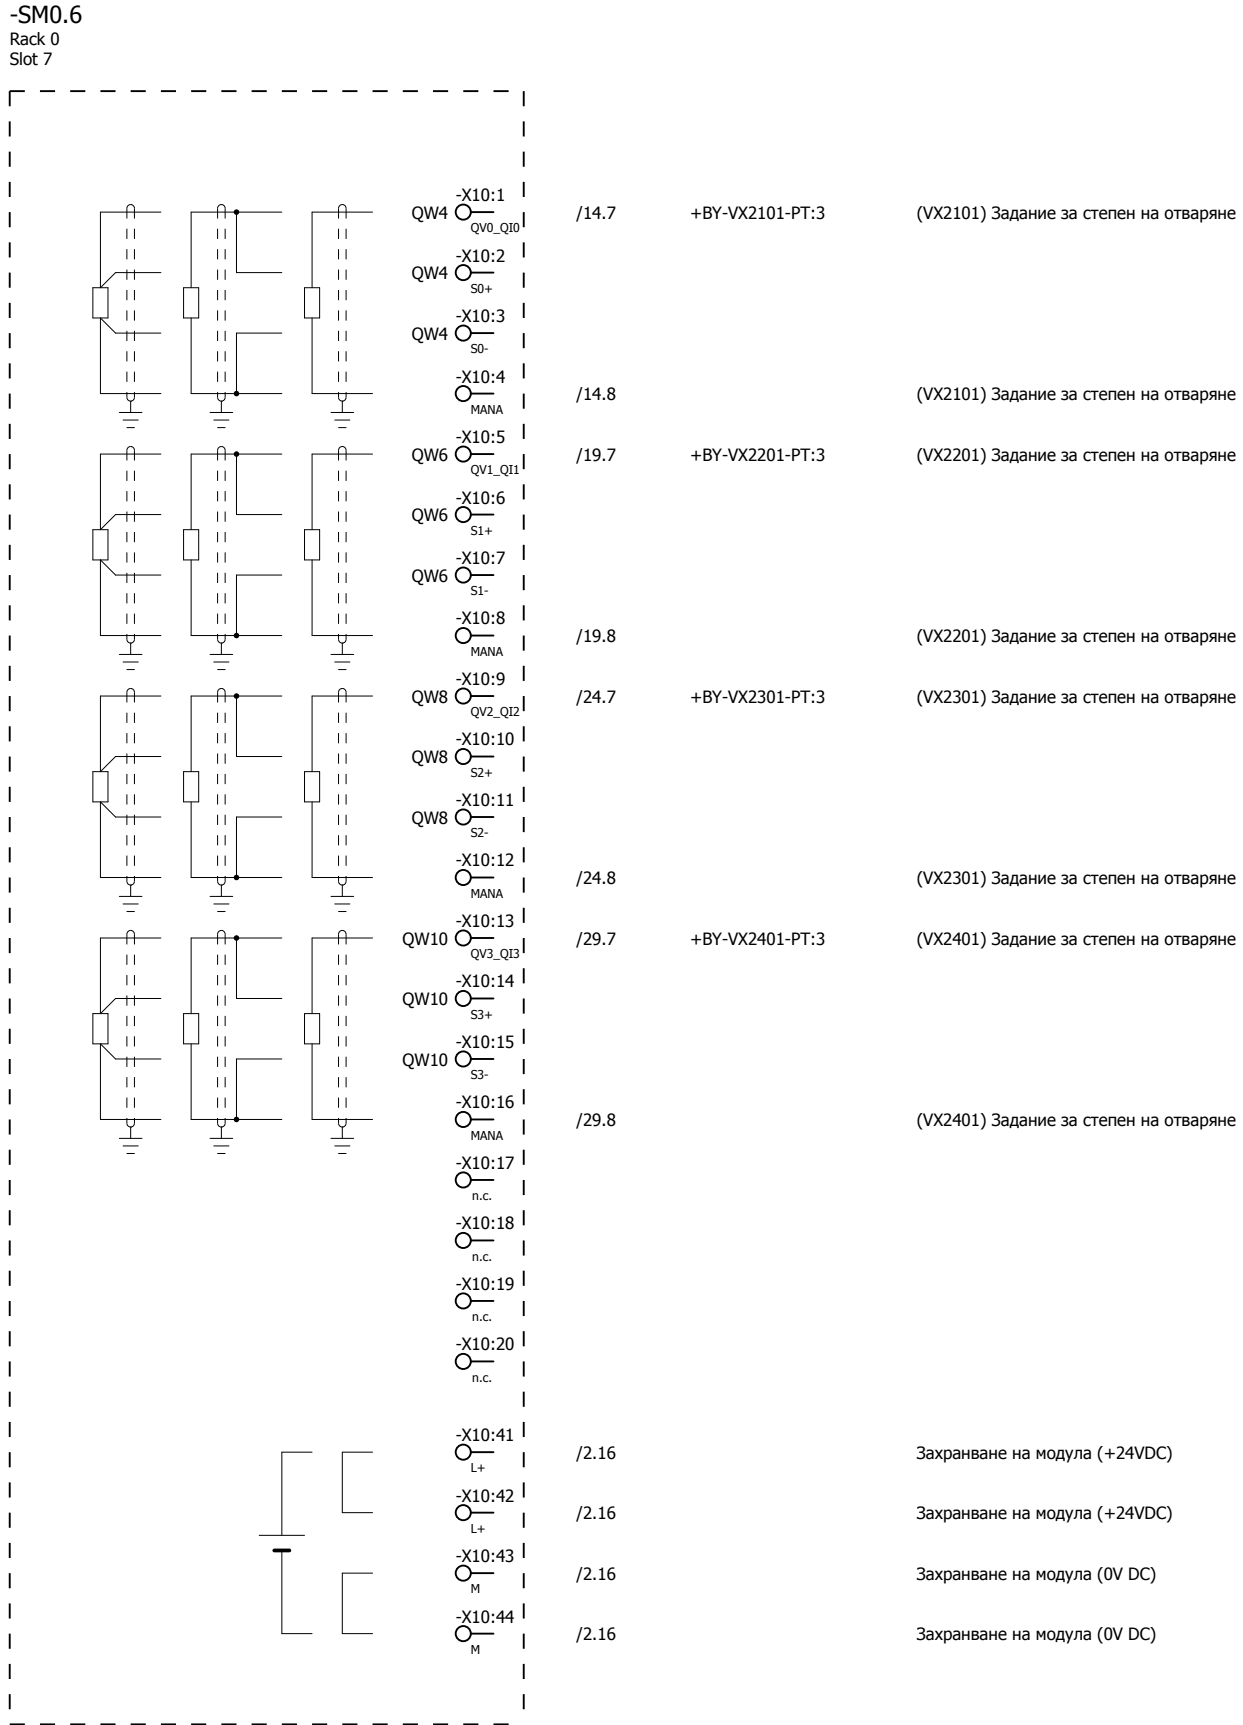 -SM0.6
Rack 0
Slot 7
-X10:1
QW4 /14.7 +BY-VX2101-PT:3 (VX2101) Задание за степен на отваряне
QV0_QI0
-X10:2
QW4
S0+
-X10:3
QW4
S0-
-X10:4
/14.8 (VX2101) Задание за степен на отваряне
MANA
-X10:5
QW6 /19.7 +BY-VX2201-PT:3 (VX2201) Задание за степен на отваряне
QV1_QI1
-X10:6
QW6
S1+
-X10:7
QW6
S1-
-X10:8
/19.8 (VX2201) Задание за степен на отваряне
MANA
-X10:9
QW8 /24.7 +BY-VX2301-PT:3 (VX2301) Задание за степен на отваряне
QV2_QI2
-X10:10
QW8
S2+
-X10:11
QW8
S2-
-X10:12
/24.8 (VX2301) Задание за степен на отваряне
MANA
-X10:13
QW10 /29.7 +BY-VX2401-PT:3 (VX2401) Задание за степен на отваряне
QV3_QI3
-X10:14
QW10
S3+
-X10:15
QW10
S3-
-X10:16
/29.8 (VX2401) Задание за степен на отваряне
MANA
-X10:17
n.c.
-X10:18
n.c.
-X10:19
n.c.
-X10:20
n.c.
-X10:41
/2.16 Захранване на модула (+24VDC)
L+
-X10:42
/2.16 Захранване на модула (+24VDC)
L+
-X10:43
/2.16 Захранване на модула (0V DC)
M
-X10:44
/2.16 Захранване на модула (0V DC)
M